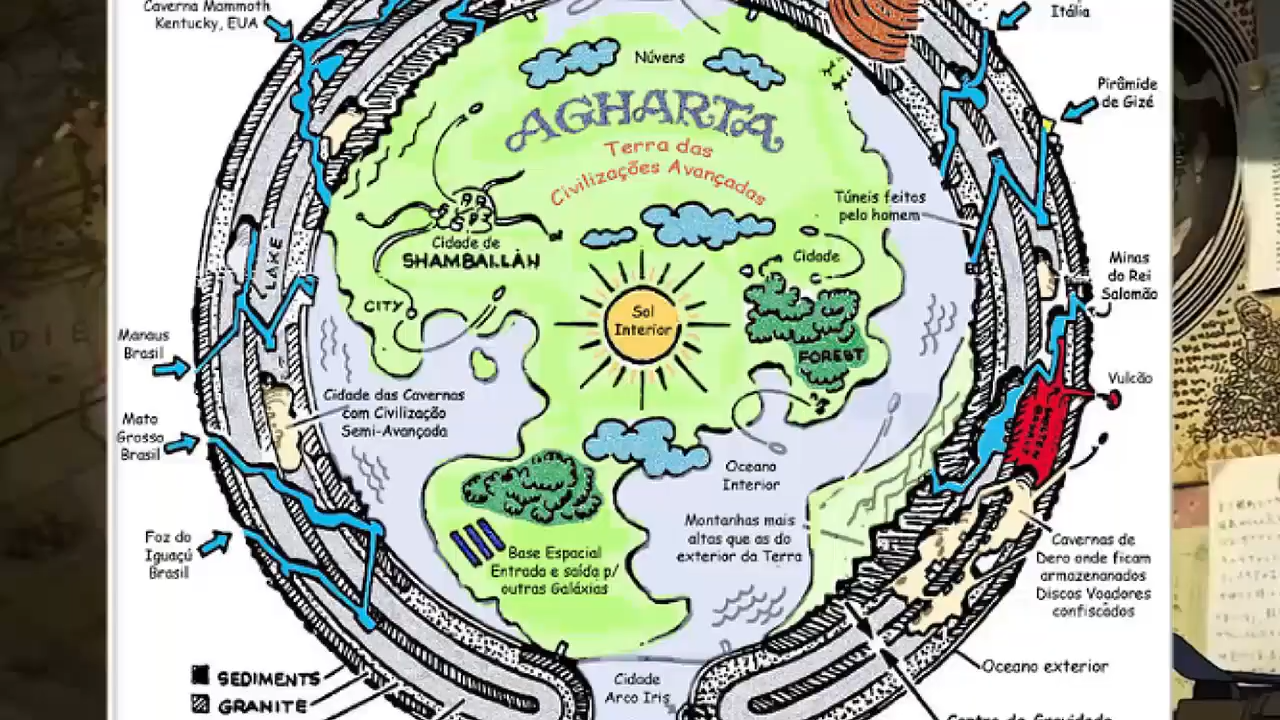 Caverna Mammoth
Kentucky, EUA
Itália
Núvens
Pirâmide
de Gizé
AGHARTA
Terra das
Civilizações Avançadas
Túneis feitos
pelo homem
Cidade de
SHAMBALLAH
Cidade
LAKE
Minas
do Rei
Salomão
CITY
Sol
Interior
Manaus
Brasil
FOREST
Vulcão
Cidade das Cavernas
com Civilização
Semi-Avançada
Mato
Grosso
Brasil
Oceano
Interior
Montanhas mais
altas que as do
exterior da Terra
Foz do
Iguaçú
Brasil
Base Espacial
Entrada e saída p/
outras Galáxias
Cavernas de
Dero onde ficam
armazenanados
Discos Voadores
confiscados
Oceano exterior
SEDIMENTS
GRANITE
Cidade
Arco Iris
Centro de Gravidade